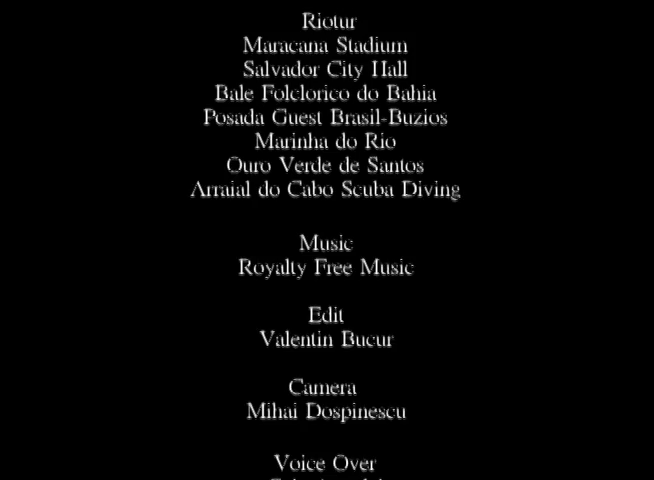 Riotur
Maracana Stadium
Salvador City Hall
Bale Folclorico do Bahia
Posada Guest Brasil-Buzios
Marinha do Rio
Ouro Verde de Santos
Arraial do Cabo Scuba Diving
Music
Royalty Free Music
Edit
Valentin Bucur
Camera
Mihai Dospinescu
Voice Over